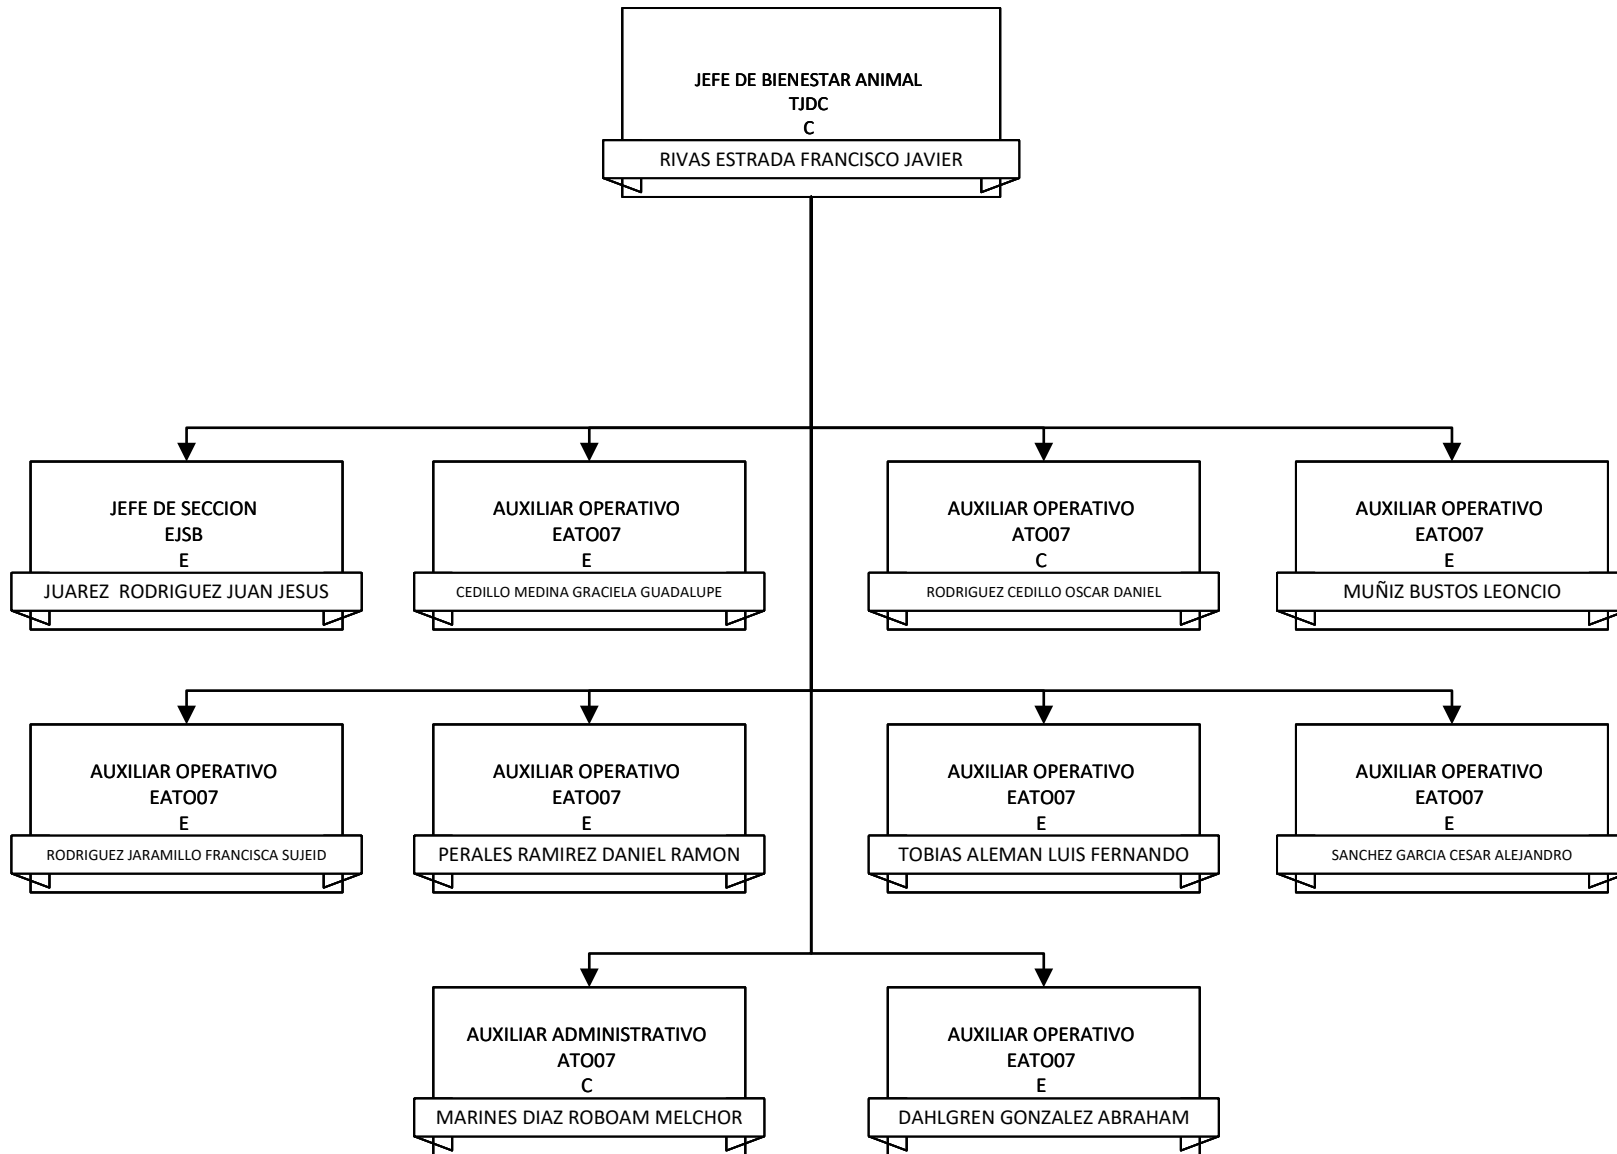 JEFE DE BIENESTAR ANIMAL
TJDC
C
RIVAS ESTRADA FRANCISCO JAVIER
JEFE DE SECCION
EJSB
E
JUAREZ  RODRIGUEZ JUAN JESUS
AUXILIAR OPERATIVO
EATO07
E
CEDILLO MEDINA GRACIELA GUADALUPE
AUXILIAR OPERATIVO
ATO07
C
RODRIGUEZ CEDILLO OSCAR DANIEL
AUXILIAR OPERATIVO
EATO07
E
MUÑIZ BUSTOS LEONCIO
AUXILIAR OPERATIVO
EATO07
E
RODRIGUEZ JARAMILLO FRANCISCA SUJEID
AUXILIAR OPERATIVO
EATO07
E
PERALES RAMIREZ DANIEL RAMON
AUXILIAR OPERATIVO
EATO07
E
TOBIAS ALEMAN LUIS FERNANDO
AUXILIAR OPERATIVO
EATO07
E
SANCHEZ GARCIA CESAR ALEJANDRO
AUXILIAR ADMINISTRATIVO
ATO07
C
MARINES DIAZ ROBOAM MELCHOR
AUXILIAR OPERATIVO
EATO07
E
DAHLGREN GONZALEZ ABRAHAM